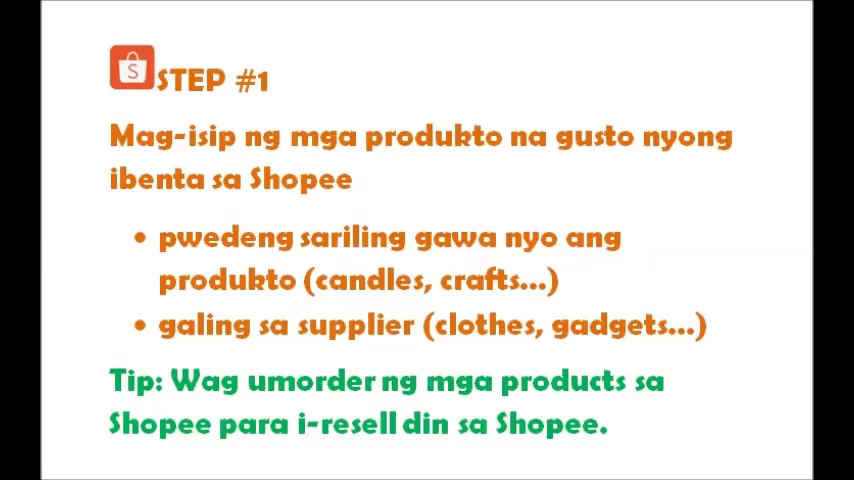 S
STEP #1
Mag-isip ng mga produkto na gusto nyong
ibenta sa Shopee
• pwedeng sariling gawa nyo ang
produkto (candles, crafts...)
• galing sa supplier (clothes, gadgets...)
Tip: Wag umorder ng mga products sa
Shopee para i-resell din sa Shopee.